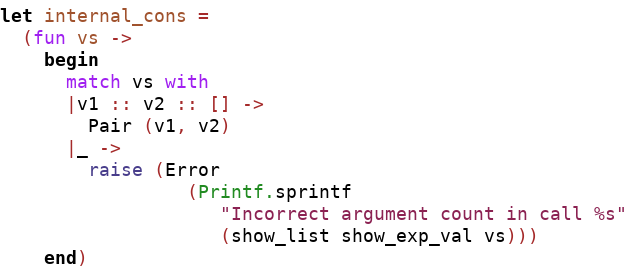 let internal_cons =
  (fun vs ->
    begin
      match vs with
      |v1 :: v2 :: [] ->
        Pair (v1, v2)
      |_ ->
        raise (Error
                 (Printf.sprintf
                    "Incorrect argument count in call %s"
                    (show_list show_exp_val vs)))
    end)